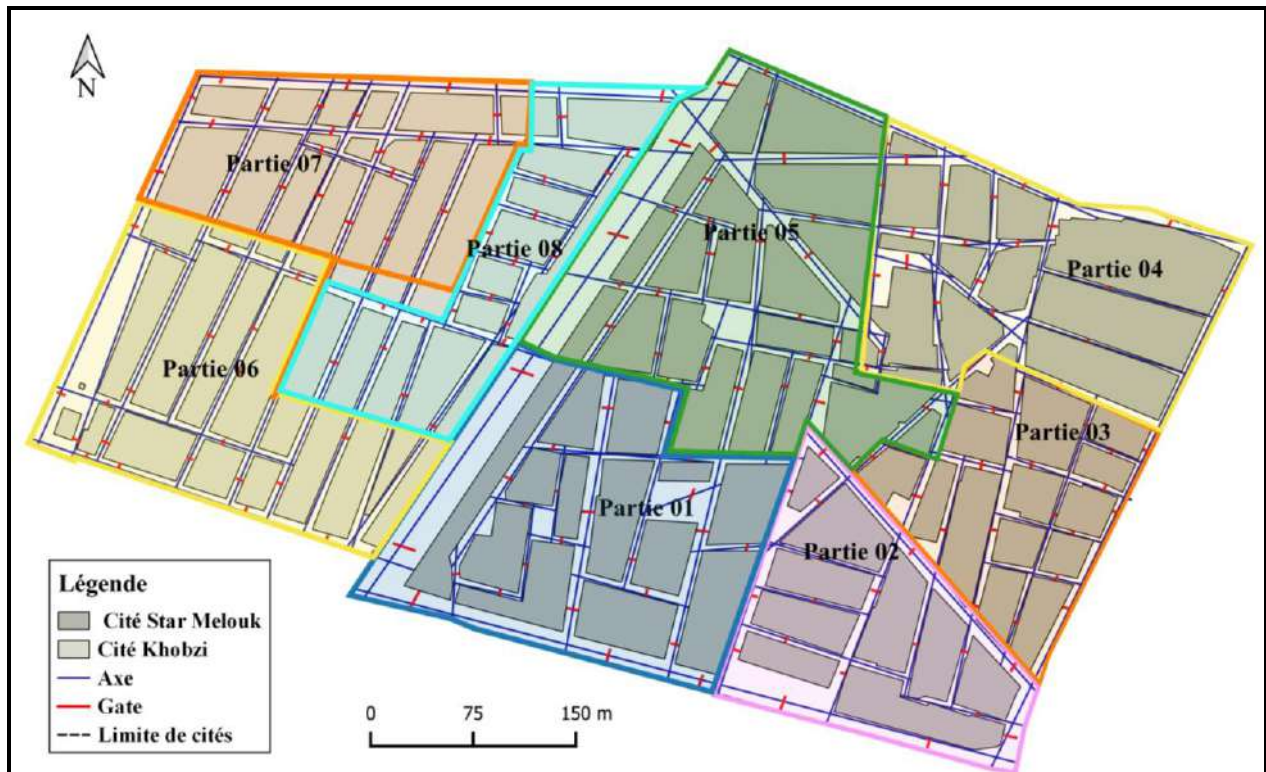 N
Partie 07
Partie 08
Partie 05
Partie 04
Partie 06
Partie 03
Partie 01
Partie 02
Légende
Cité Star Melouk
Cité Khobzi
Axe
Gate
Limite de cités
0 75 150 m